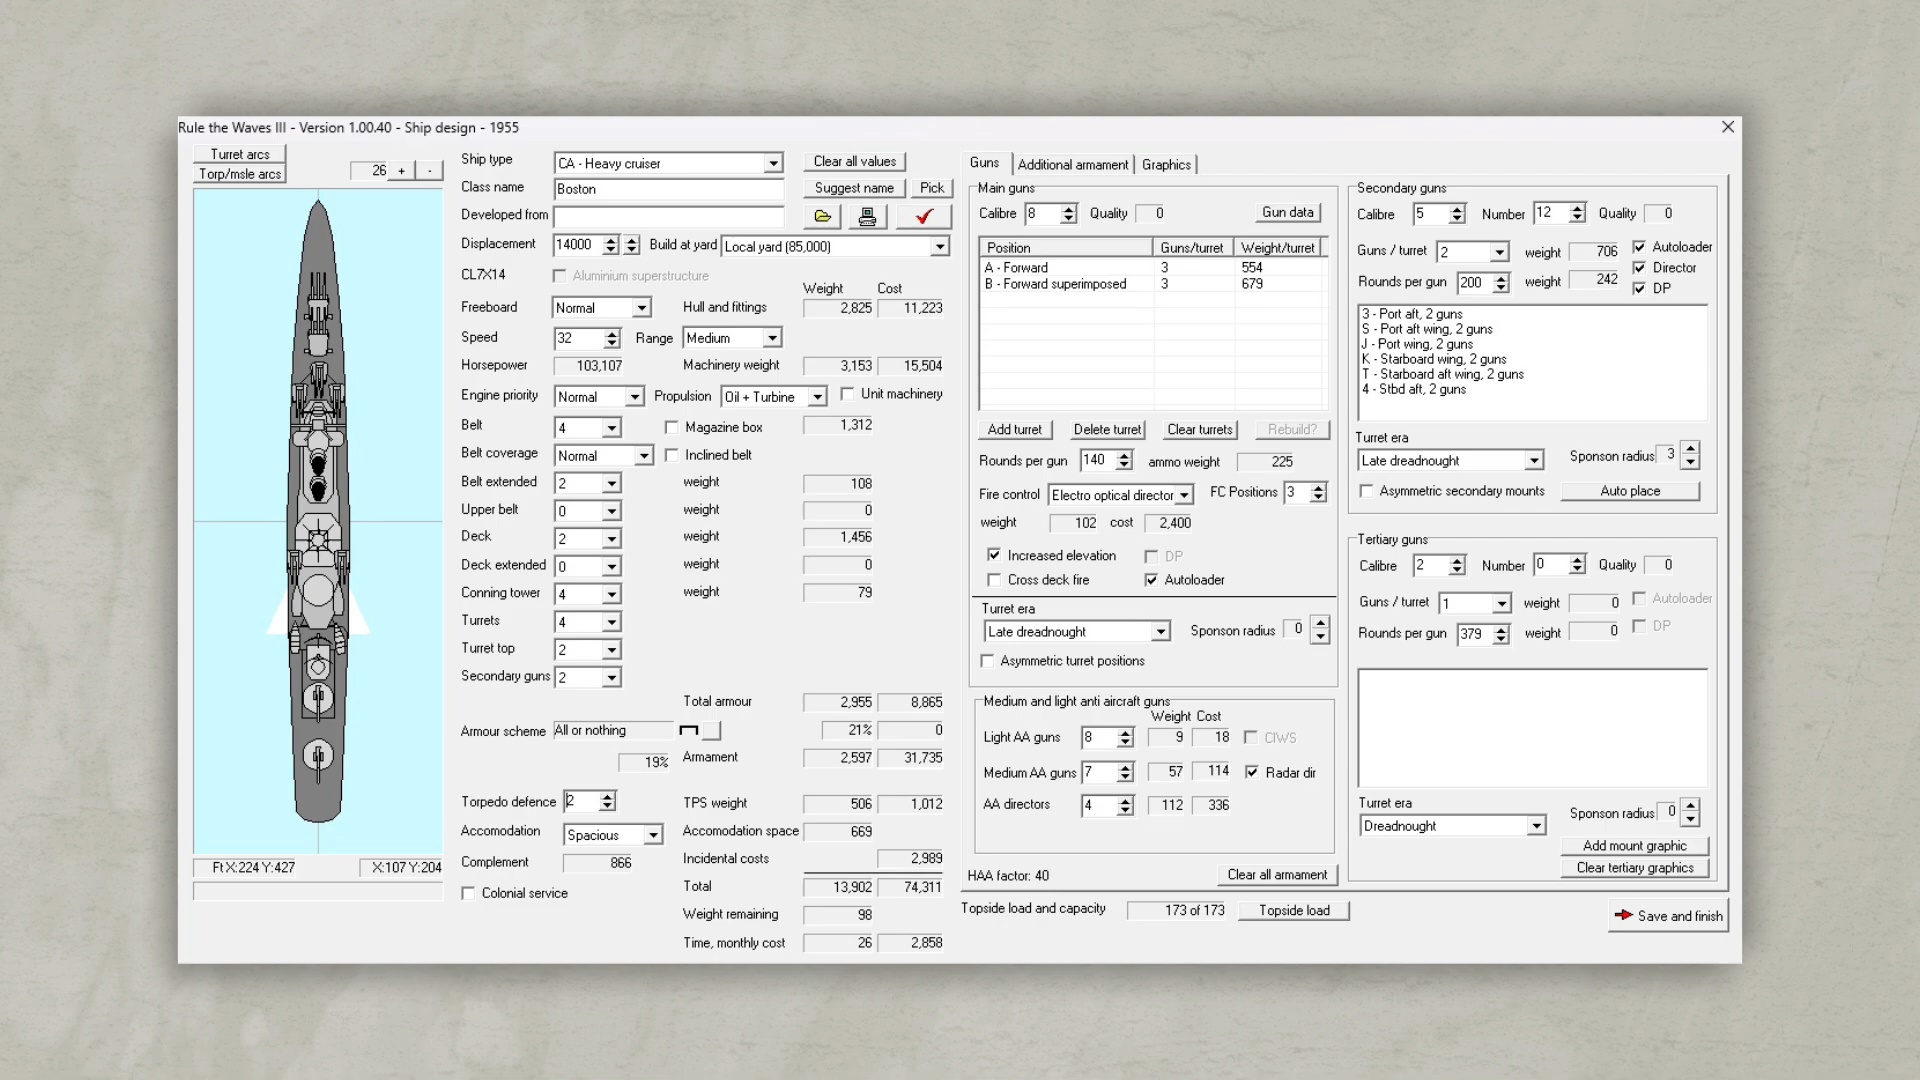 Rule the Waves III - Version 1.00.40 - Ship design - 1955
Turret arcs
Torp/msle arcs
26 + -
Ft X:224 Y:427
X:107 Y:204
Ship type CA - Heavy cruiser Clear all values
Class name Boston Suggest name Pick
Developed from
Displacement 14000 Build at yard Local yard (85,000)
CL7X14 Aluminium superstructure
Weight Cost
Freeboard Normal Hull and fittings 2,825 11,223
Speed 32 Range Medium
Horsepower 103,107 Machinery weight 3,153 15,504
Engine priority Normal Propulsion Oil + Turbine Unit machinery
Belt 4 Magazine box 1,312
Belt coverage Normal Inclined belt
Belt extended 2 weight 108
Upper belt 0 weight 0
Deck 2 weight 1,456
Deck extended 0 weight 0
Conning tower 4 weight 79
Turrets 4
Turret top 2
Secondary guns 2
Total armour 2,955 8,865
Armour scheme All or nothing 21% 0
19% Armament 2,597 31,735
Torpedo defence 2 TPS weight 506 1,012
Accomodation Spacious Accomodation space 669
Complement 866 Incidental costs 2,989
Colonial service Total 13,902 74,311
Weight remaining 98
Time, monthly cost 26 2,858
Guns Additional armament Graphics
Main guns
Calibre 8 Quality 0 Gun data
Position Guns/turret Weight/turret
A - Forward 3 554
B - Forward superimposed 3 679
Add turret Delete turret Clear turrets Rebuild?
Rounds per gun 140 ammo weight 225
Fire control Electro optical director FC Positions 3
weight 102 cost 2,400
Increased elevation DP
Cross deck fire Autoloader
Turret era
Late dreadnought Sponson radius 0
Asymmetric turret positions
Medium and light anti aircraft guns
Weight Cost
Light AA guns 8 9 18 CIWS
Medium AA guns 7 57 114 Radar dir
AA directors 4 112 336
HAA factor: 40 Clear all armament
Topside load and capacity 173 of 173 Topside load
Secondary guns
Calibre 5 Number 12 Quality 0
Guns / turret 2 weight 706 Autoloader
Director
Rounds per gun 200 weight 242 DP
3 - Port aft, 2 guns
S - Port aft wing, 2 guns
J - Port wing, 2 guns
K - Starboard wing, 2 guns
T - Starboard aft wing, 2 guns
4 - Stbd aft, 2 guns
Turret era
Late dreadnought Sponson radius 3
Asymmetric secondary mounts Auto place
Tertiary guns
Calibre 2 Number 0 Quality 0
Guns / turret 1 weight 0 Autoloader
Rounds per gun 379 weight 0 DP
Turret era
Dreadnought Sponson radius 0
Add mount graphic
Clear tertiary graphics
Save and finish